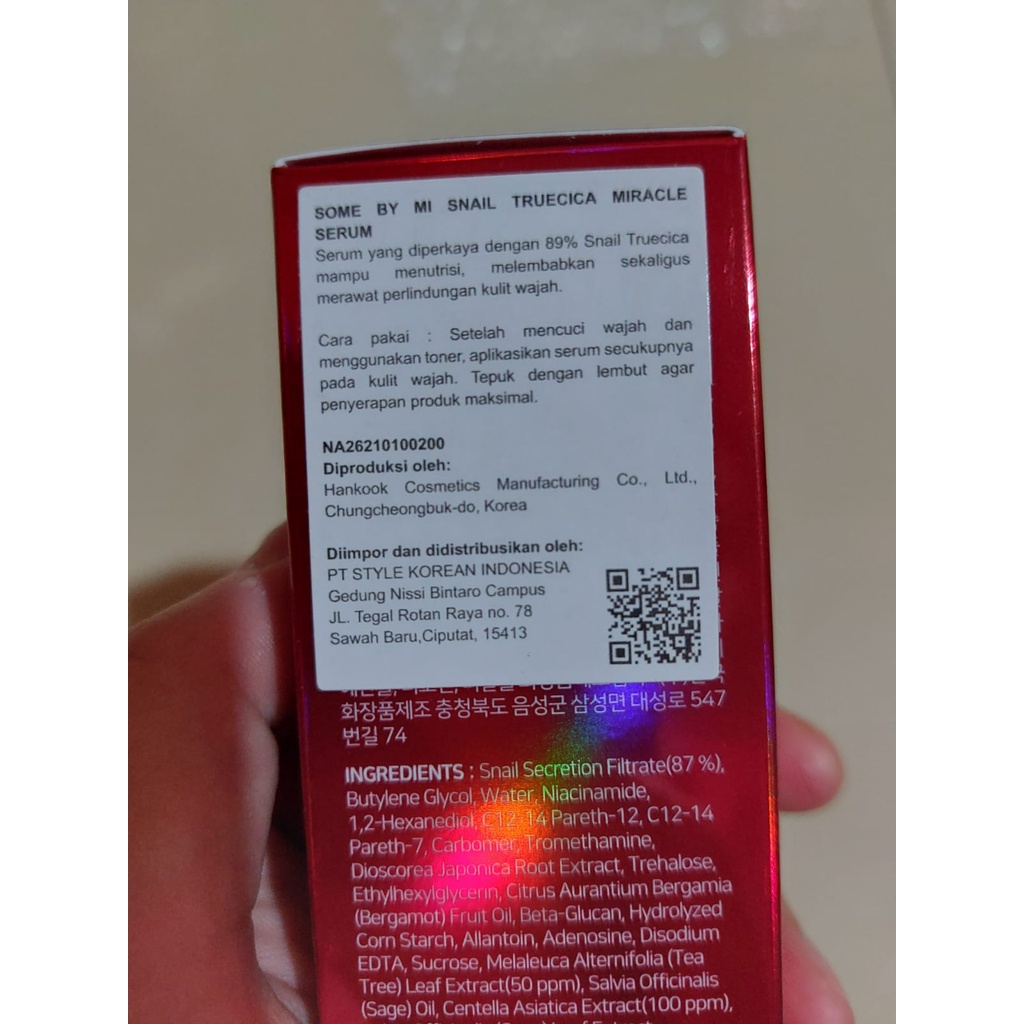 SOME BY MI SNAIL TRUECICA MIRACLE
SERUM
Serum yang diperkaya dengan 89% Snail Truecica
mampu menutrisi, melembabkan sekaligus
merawat perlindungan kulit wajah.
Cara pakai : Setelah mencuci wajah dan
menggunakan toner, aplikasikan serum secukupnya
pada kulit wajah. Tepuk dengan lembut agar
penyerapan produk maksimal.
NA26210100200
Diproduksi oleh:
Hankook Cosmetics Manufacturing Co., Ltd.,
Chungcheongbuk-do, Korea
Diimpor dan didistribusikan oleh:
PT STYLE KOREAN INDONESIA
Gedung Nissi Bintaro Campus
JL. Tegal Rotan Raya no. 78
Sawah Baru,Ciputat, 15413
화장품제조 충청북도 음성군 삼성면 대성로 547
번길 74
INGREDIENTS : Snail Secretion Filtrate(87 %),
Butylene Glycol, Water, Niacinamide,
1,2-Hexanediol, C12-14 Pareth-12, C12-14
Pareth-7, Carbomer, Tromethamine,
Dioscorea Japonica Root Extract, Trehalose,
Ethylhexylglycerin, Citrus Aurantium Bergamia
(Bergamot) Fruit Oil, Beta-Glucan, Hydrolyzed
Corn Starch, Allantoin, Adenosine, Disodium
EDTA, Sucrose, Melaleuca Alternifolia (Tea
Tree) Leaf Extract(50 ppm), Salvia Officinalis
(Sage) Oil, Centella Asiatica Extract(100 ppm),